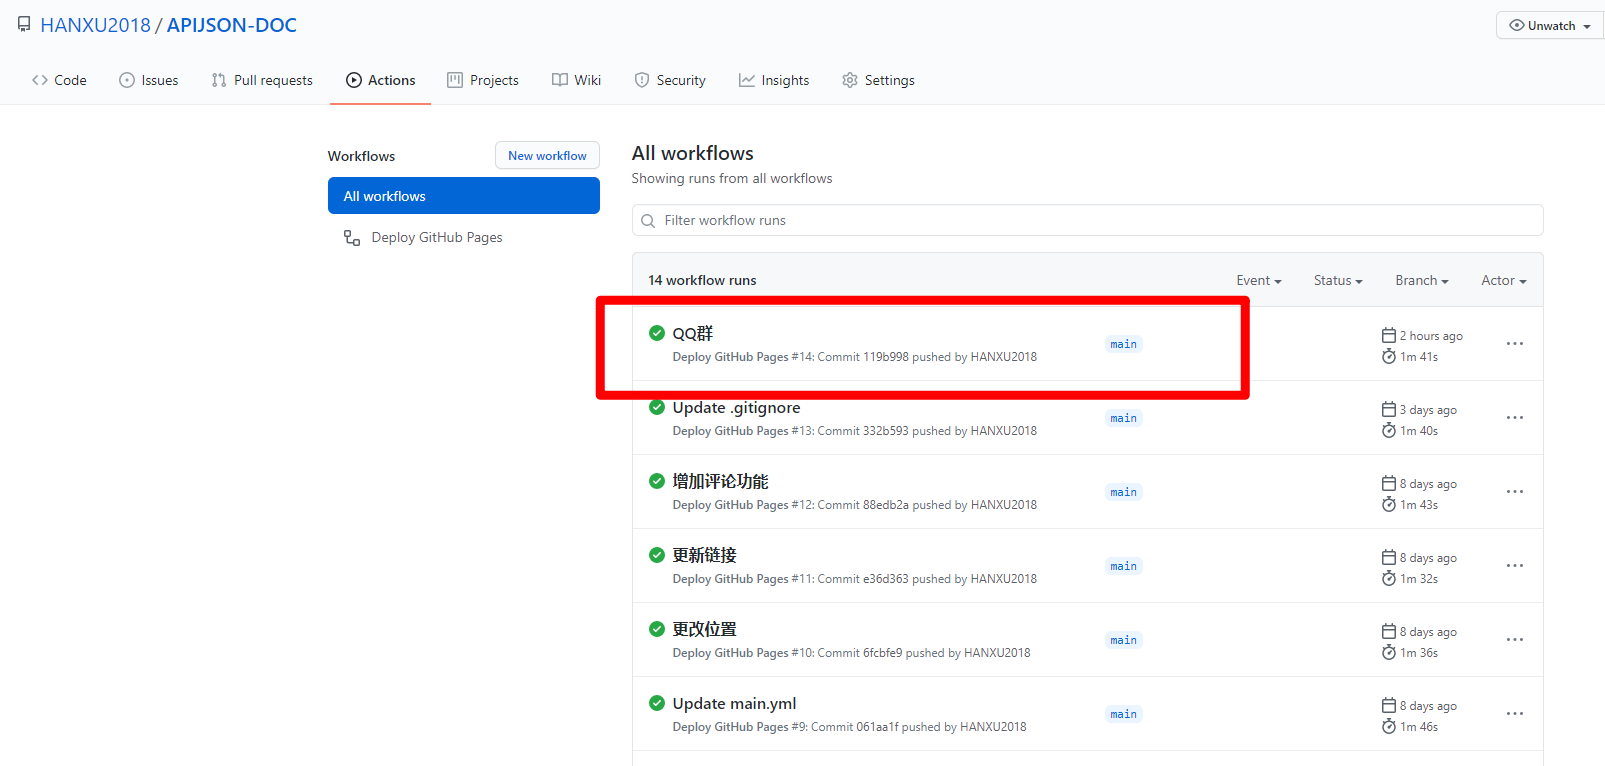 HANXU2018 / APIJSON-DOC
Unwatch
Code Issues Pull requests Actions Projects Wiki Security Insights Settings
Workflows
New workflow
All workflows
Deploy GitHub Pages
All workflows
Showing runs from all workflows
Filter workflow runs
14 workflow runs
Event Status Branch Actor
QQ群
Deploy GitHub Pages #14: Commit 119b998 pushed by HANXU2018
main
2 hours ago
1m 41s
Update .gitignore
Deploy GitHub Pages #13: Commit 332b593 pushed by HANXU2018
main
3 days ago
1m 40s
增加评论功能
Deploy GitHub Pages #12: Commit 88edb2a pushed by HANXU2018
main
8 days ago
1m 43s
更新链接
Deploy GitHub Pages #11: Commit e36d363 pushed by HANXU2018
main
8 days ago
1m 32s
更改位置
Deploy GitHub Pages #10: Commit 6fcbfe9 pushed by HANXU2018
main
8 days ago
1m 36s
Update main.yml
Deploy GitHub Pages #9: Commit 061aa1f pushed by HANXU2018
main
8 days ago
1m 46s